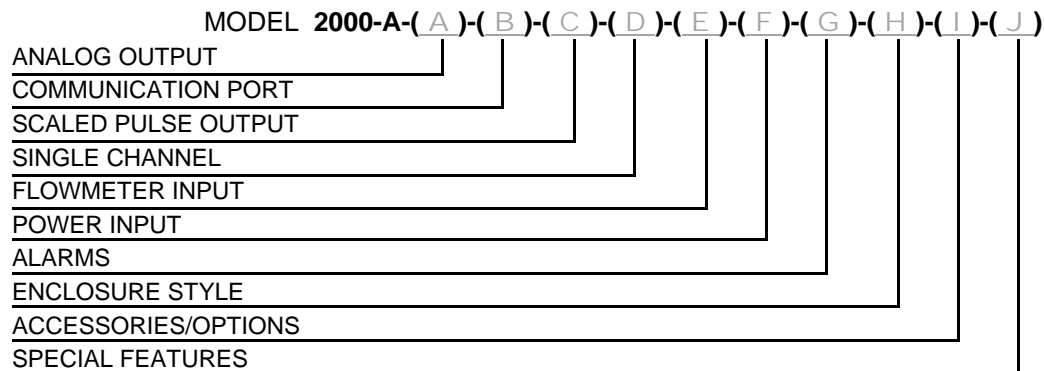 MODEL 2000-A-( A )-( B )-( C )-( D )-( E )-( F )-( G )-( H )-( I )-( J )
ANALOG OUTPUT
COMMUNICATION PORT
SCALED PULSE OUTPUT
SINGLE CHANNEL
FLOWMETER INPUT
POWER INPUT
ALARMS
ENCLOSURE STYLE
ACCESSORIES/OPTIONS
SPECIAL FEATURES